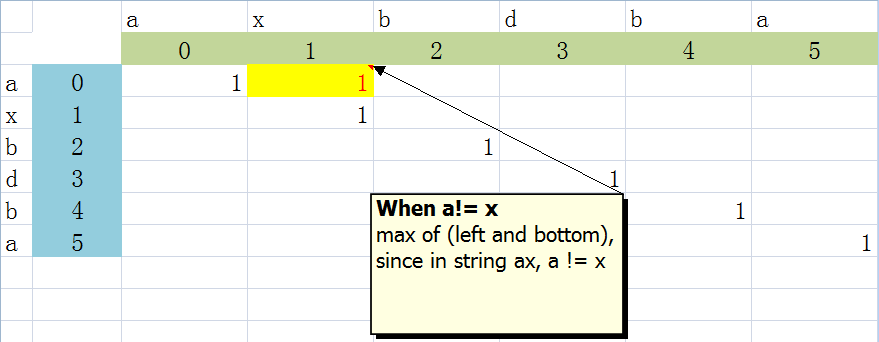 a x b d b a
0 1 2 3 4 5
a 0 1 1
x 1 1
b 2 1
d 3 1
b 4 1
a 5 1
When a!= x
max of (left and bottom),
since in string ax, a != x